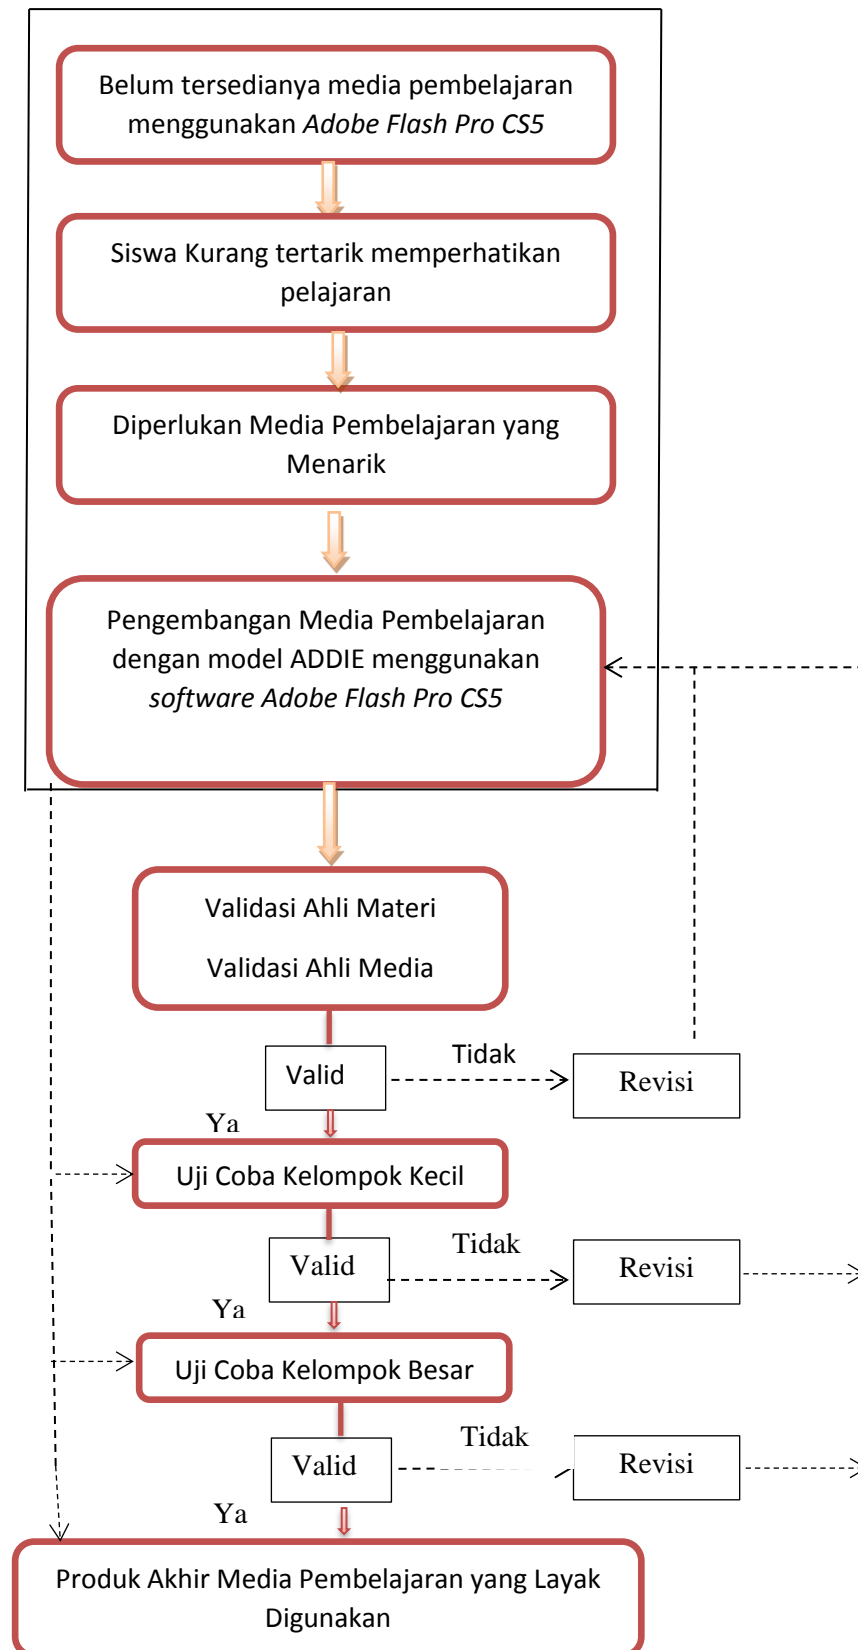 Belum tersedianya media pembelajaran
menggunakan Adobe Flash Pro CS5
Siswa Kurang tertarik memperhatikan
pelajaran
Diperlukan Media Pembelajaran yang
Menarik
Pengembangan Media Pembelajaran
dengan model ADDIE menggunakan
software Adobe Flash Pro CS5
Validasi Ahli Materi
Validasi Ahli Media
Valid
Tidak
Revisi
Ya
Uji Coba Kelompok Kecil
Valid
Tidak
Revisi
Ya
Uji Coba Kelompok Besar
Valid
Tidak
Revisi
Ya
Produk Akhir Media Pembelajaran yang Layak
Digunakan